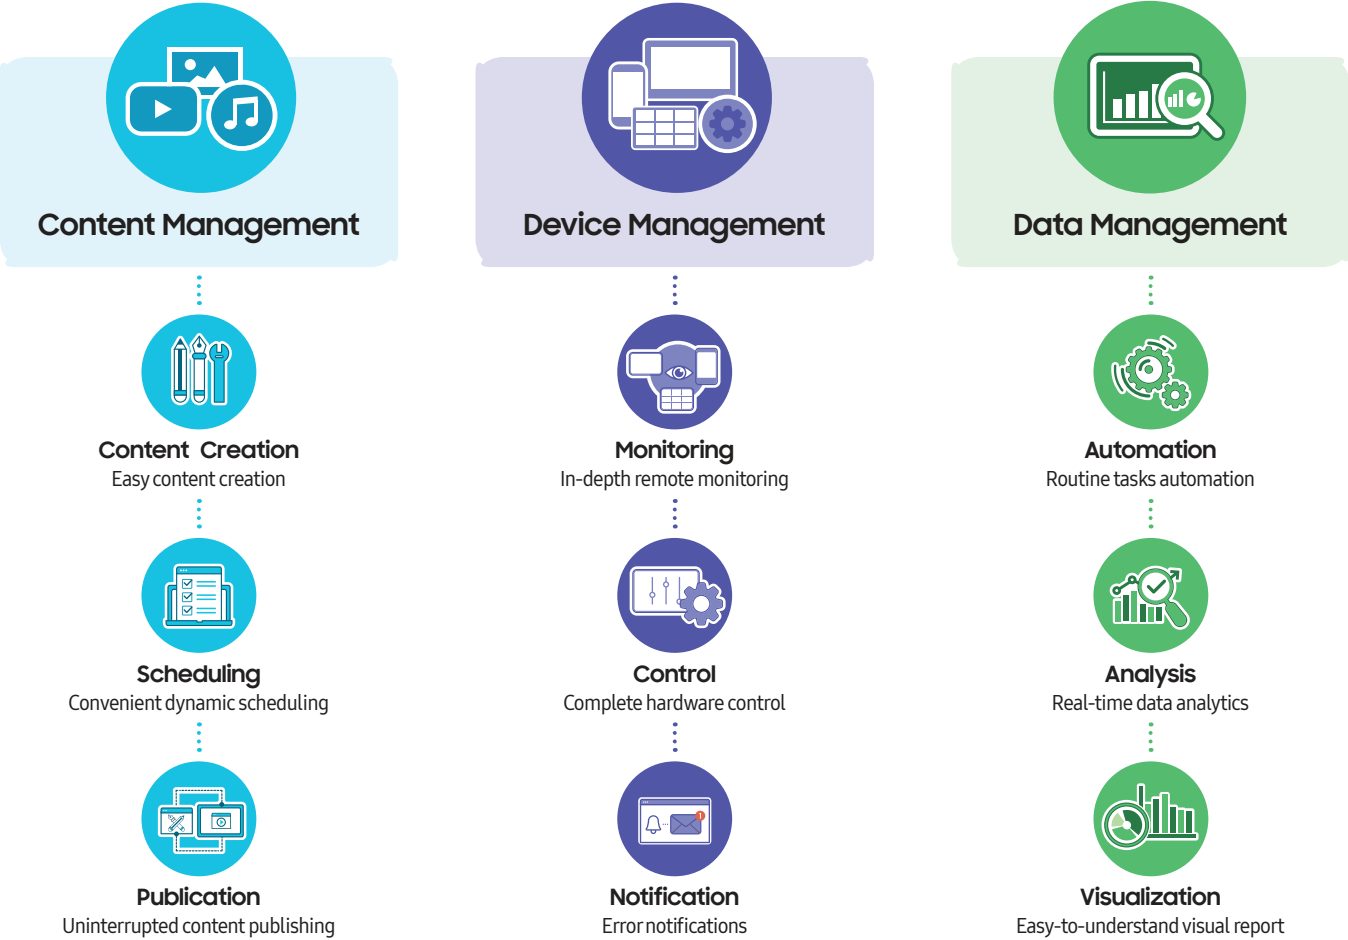 Content Management
Content Creation
Easy content creation
Scheduling
Convenient dynamic scheduling
Publication
Uninterrupted content publishing
Device Management
Monitoring
In-depth remote monitoring
Control
Complete hardware control
Notification
Error notifications
Data Management
Automation
Routine tasks automation
Analysis
Real-time data analytics
Visualization
Easy-to-understand visual report